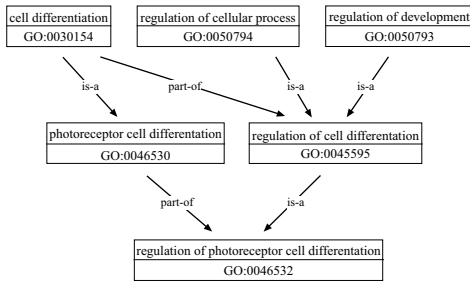 cell differentiation
GO:0030154
regulation of cellular process
GO:0050794
regulation of development
GO:0050793
is-a
part-of
is-a
is-a
photoreceptor cell differentation
GO:0046530
regulation of cell differentation
GO:0045595
part-of
is-a
regulation of photoreceptor cell differentation
GO:0046532